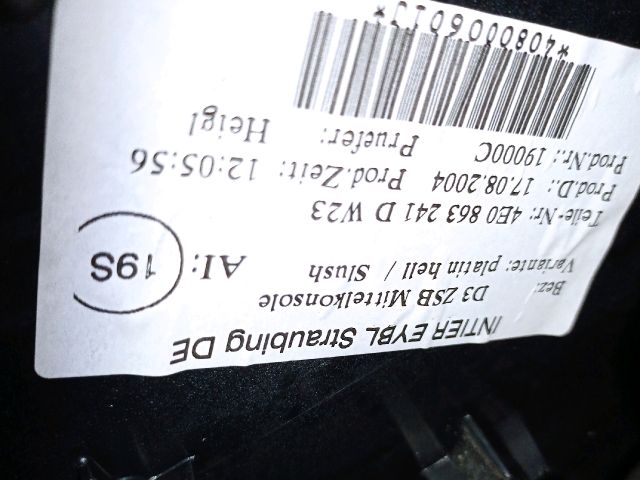 INTIER EYBL Straubing DE
Bez: D3 ZSB Mittelkonsole
Variante: platin hell / Slush
AI: 19S
Teile-Nr: 4E0 863 241 D W23
Prod.D.: 17.08.2004 Prod.Zeit: 12:05:56
Prod.Nr.: 19000C Pruefer: Heigl